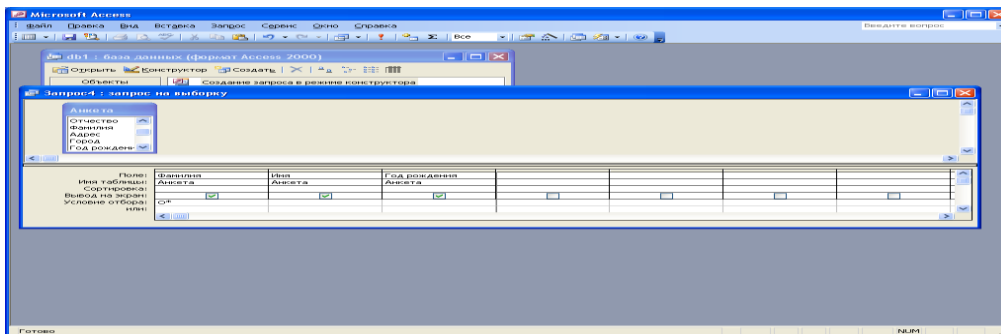 Microsoft Access
Файл Правка Вид Вставка Запрос Сервис Окно Справка
Введите вопрос
Все
db1 : база данных (формат Access 2000)
Открыть Конструктор Создать
Объекты Создание запроса в режиме конструктора
Запрос4 : запрос на выборку
Анкета
Отчество
Фамилия
Адрес
Город
Год рожден
Поле: Фамилия Имя Год рождения
Имя таблицы: Анкета Анкета Анкета
Сортировка:
Вывод на экран:
Условие отбора: О*
или:
Готово
NUM